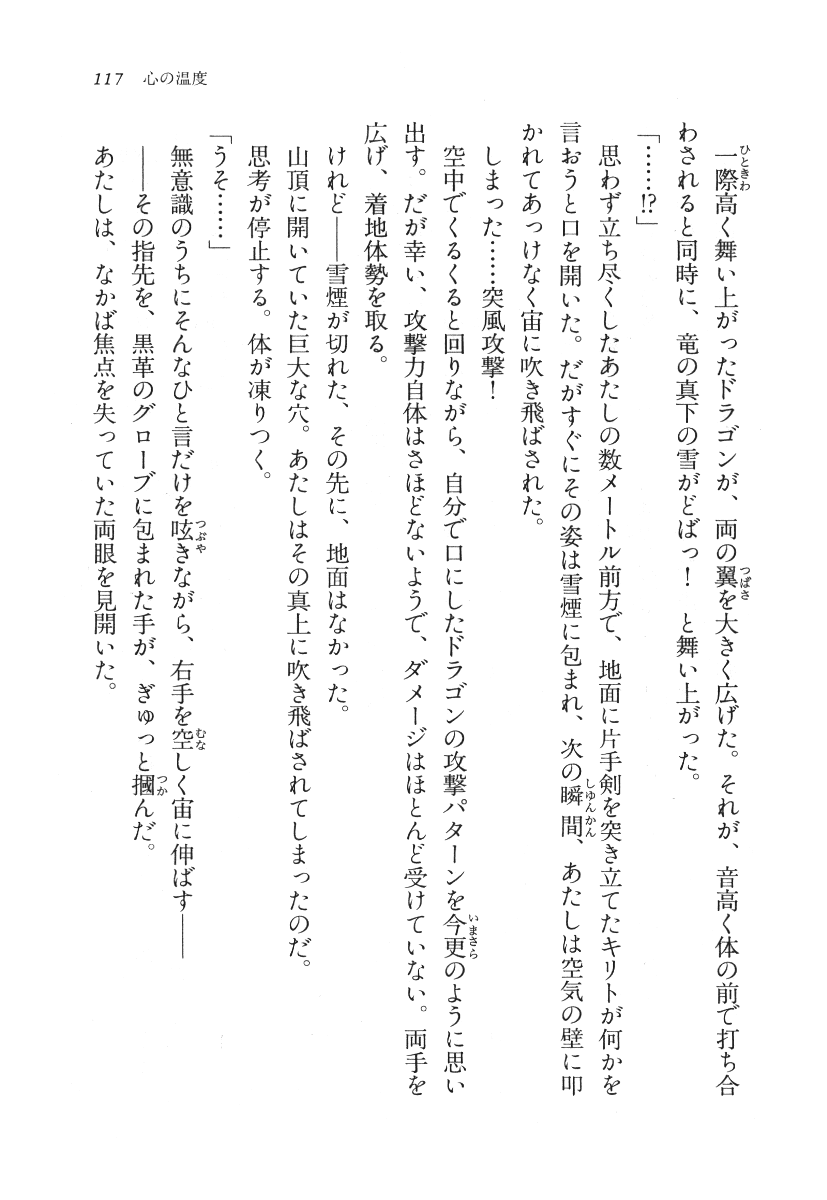 117 心の温度
一際高く舞い上がったドラゴンが、両の翼を大きく広げた。それが、音高く体の前で打ち合
わされると同時に、竜の真下の雪がどばっ！　と舞い上がった。
「……!?」
思わず立ち尽くしたあたしの数メートル前方で、地面に片手剣を突き立てたキリトが何かを
言おうと口を開いた。だがすぐにその姿は雪煙に包まれ、次の瞬間、あたしは空気の壁に叩
かれてあっけなく宙に吹き飛ばされた。
しまった……突風攻撃！
空中でくるくると回りながら、自分で口にしたドラゴンの攻撃パターンを今更のように思い
出す。だが幸い、攻撃力自体はさほどないようで、ダメージはほとんど受けていない。両手を
広げ、着地体勢を取る。
けれど――雪煙が切れた、その先に、地面はなかった。
山頂に開いていた巨大な穴。あたしはその真上に吹き飛ばされてしまったのだ。
思考が停止する。体が凍りつく。
「うそ……」
無意識のうちにそんなひと言だけを呟きながら、右手を空しく宙に伸ばす――
――その指先を、黒革のグローブに包まれた手が、ぎゅっと摑んだ。
あたしは、なかば焦点を失っていた両眼を見開いた。